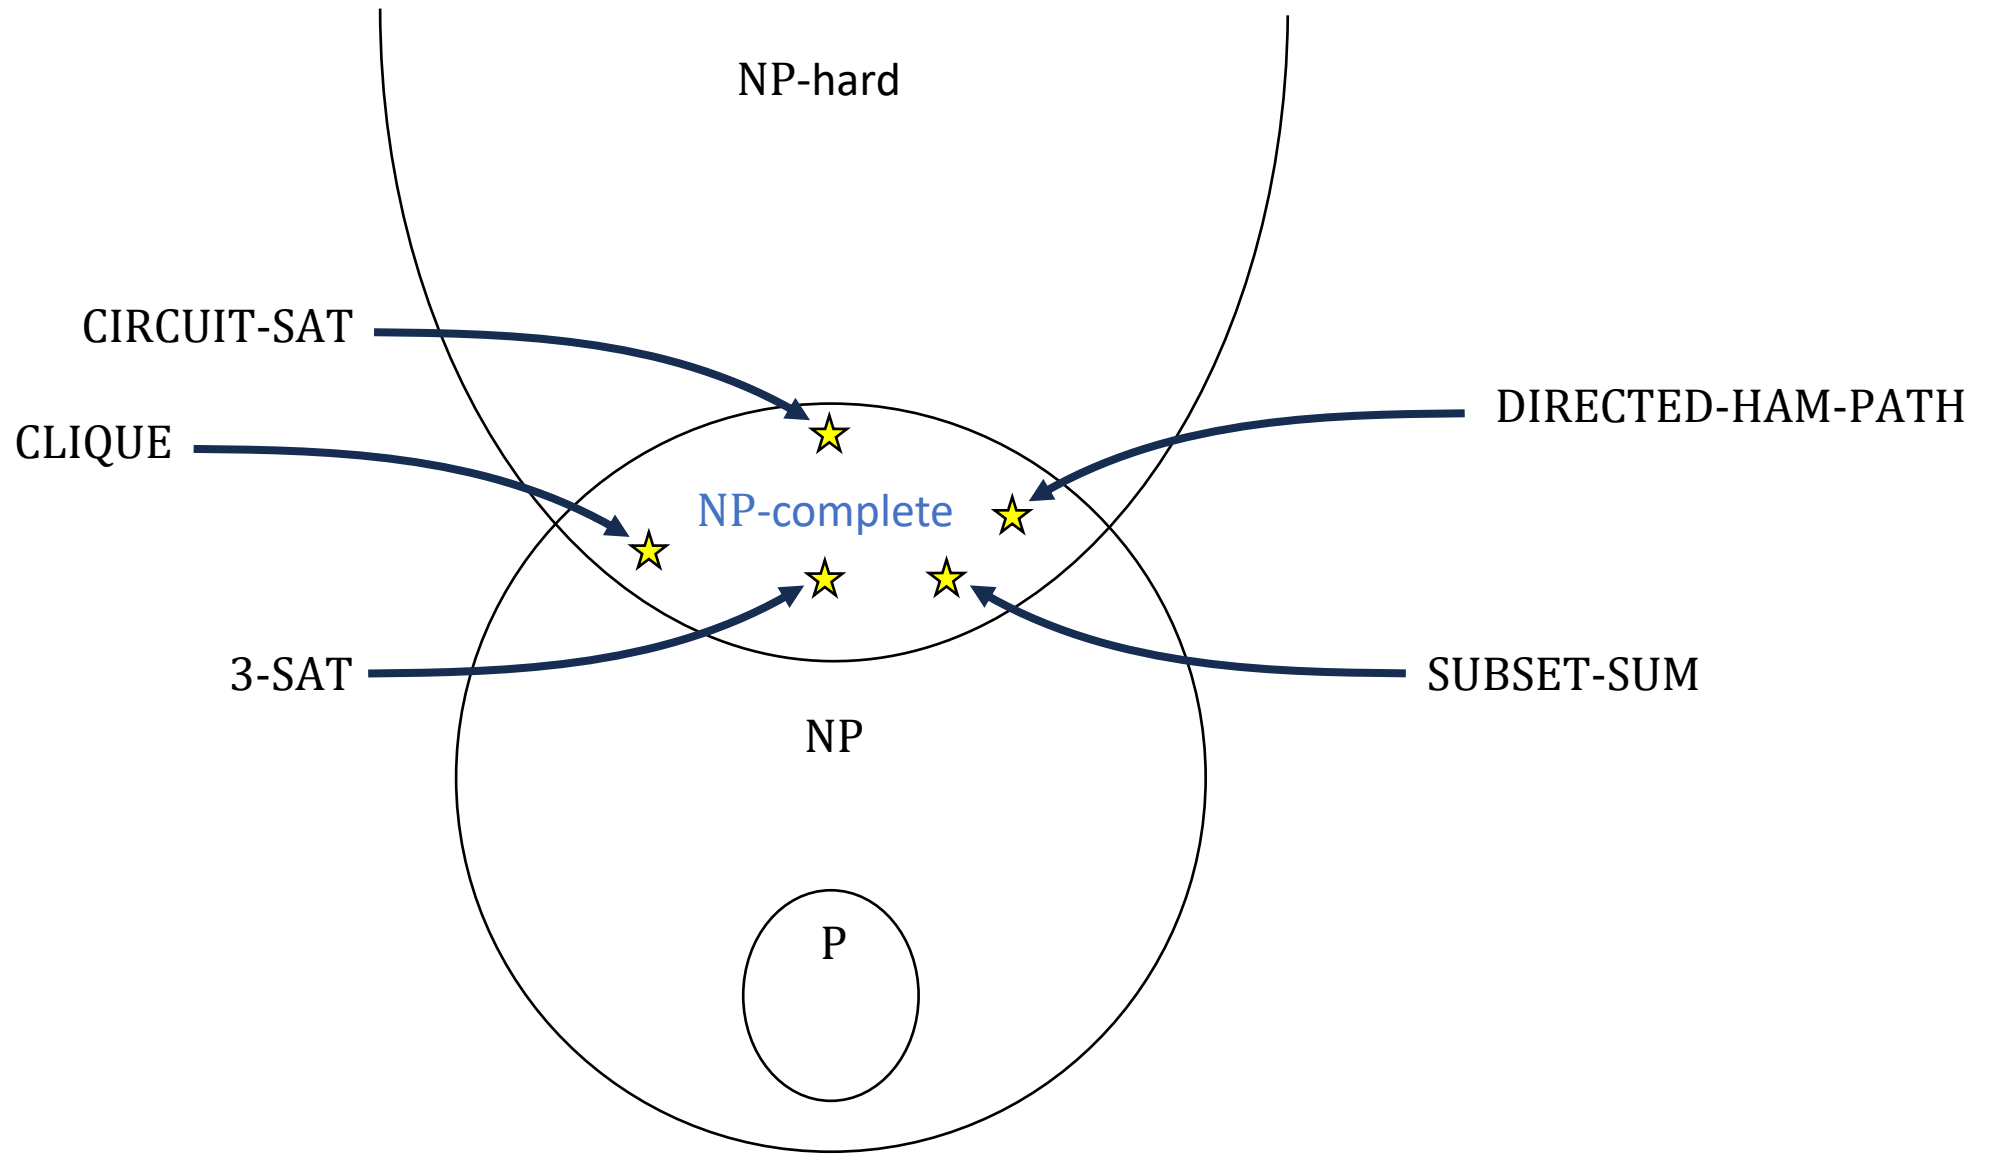 NP-hard
CIRCUIT-SAT
DIRECTED-HAM-PATH
CLIQUE
NP-complete
3-SAT
SUBSET-SUM
NP
P